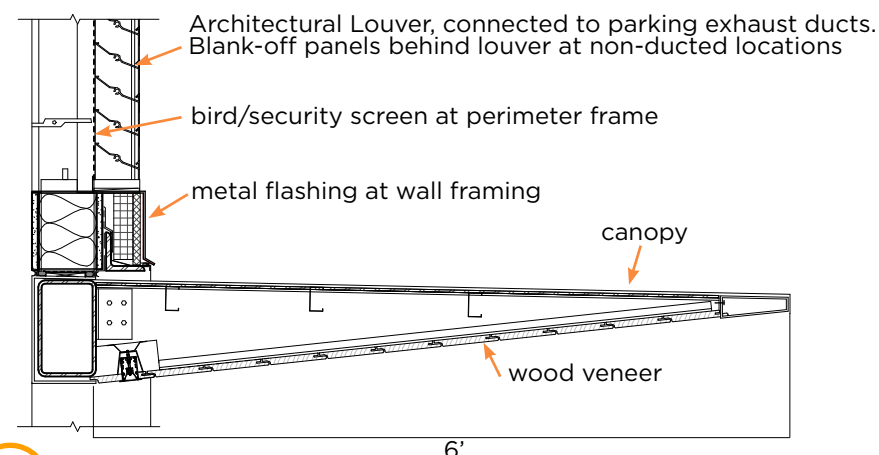 Architectural Louver, connected to parking exhaust ducts.
Blank-off panels behind louver at non-ducted locations
bird/security screen at perimeter frame
metal flashing at wall framing
canopy
wood veneer
6'